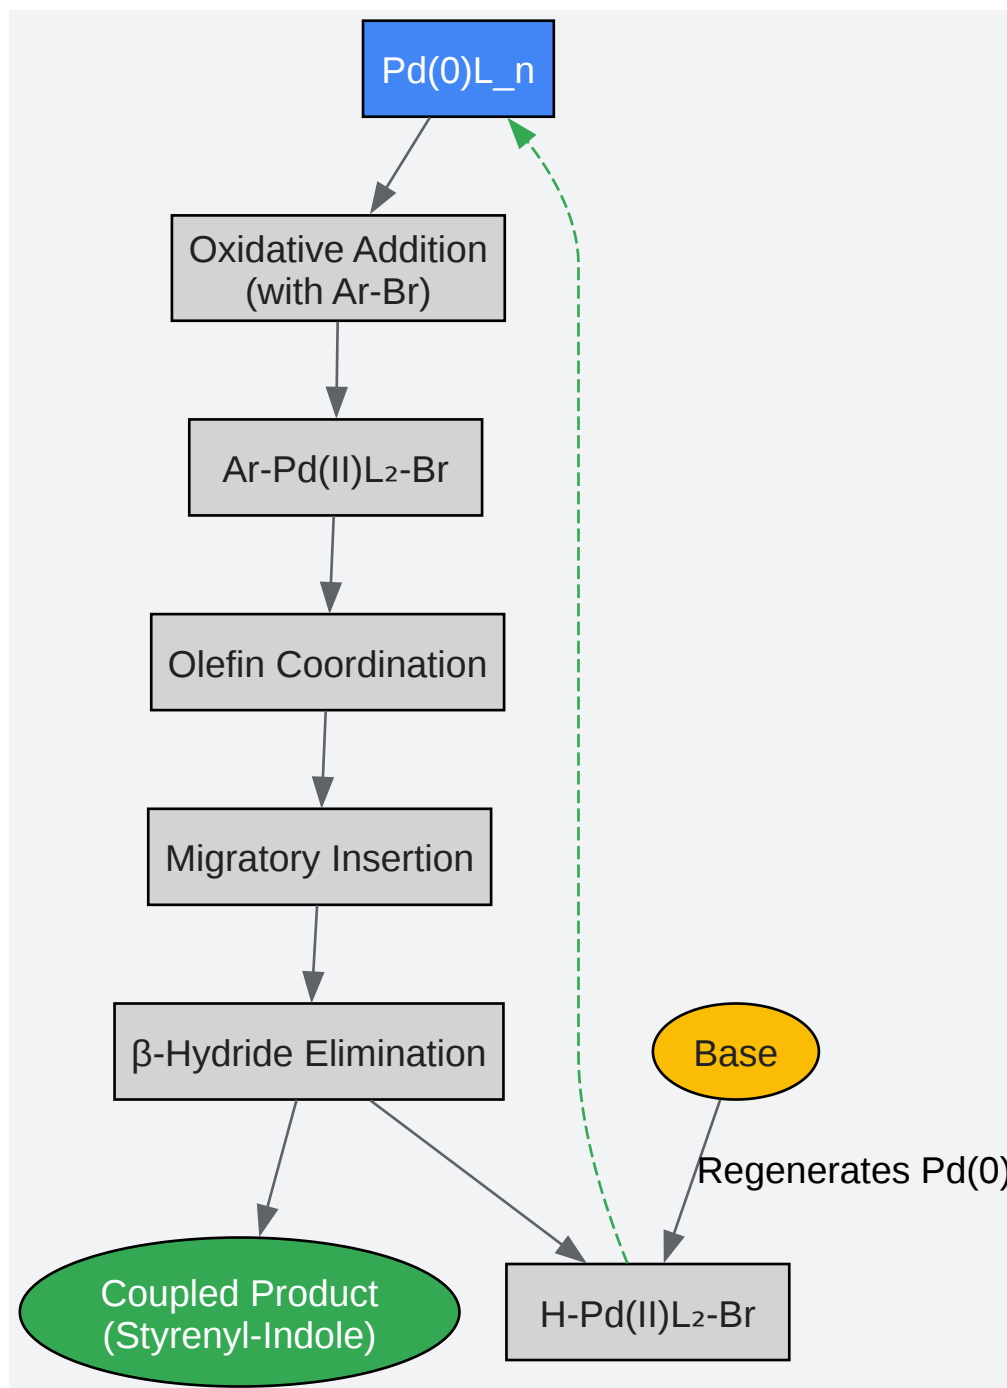 Pd(0)L_n
Oxidative Addition
(with Ar-Br)
Ar-Pd(II)L₂-Br
Olefin Coordination
Migratory Insertion
β-Hydride Elimination
Base
Regenerates Pd(0)
Coupled Product
(Styrenyl-Indole)
H-Pd(II)L₂-Br